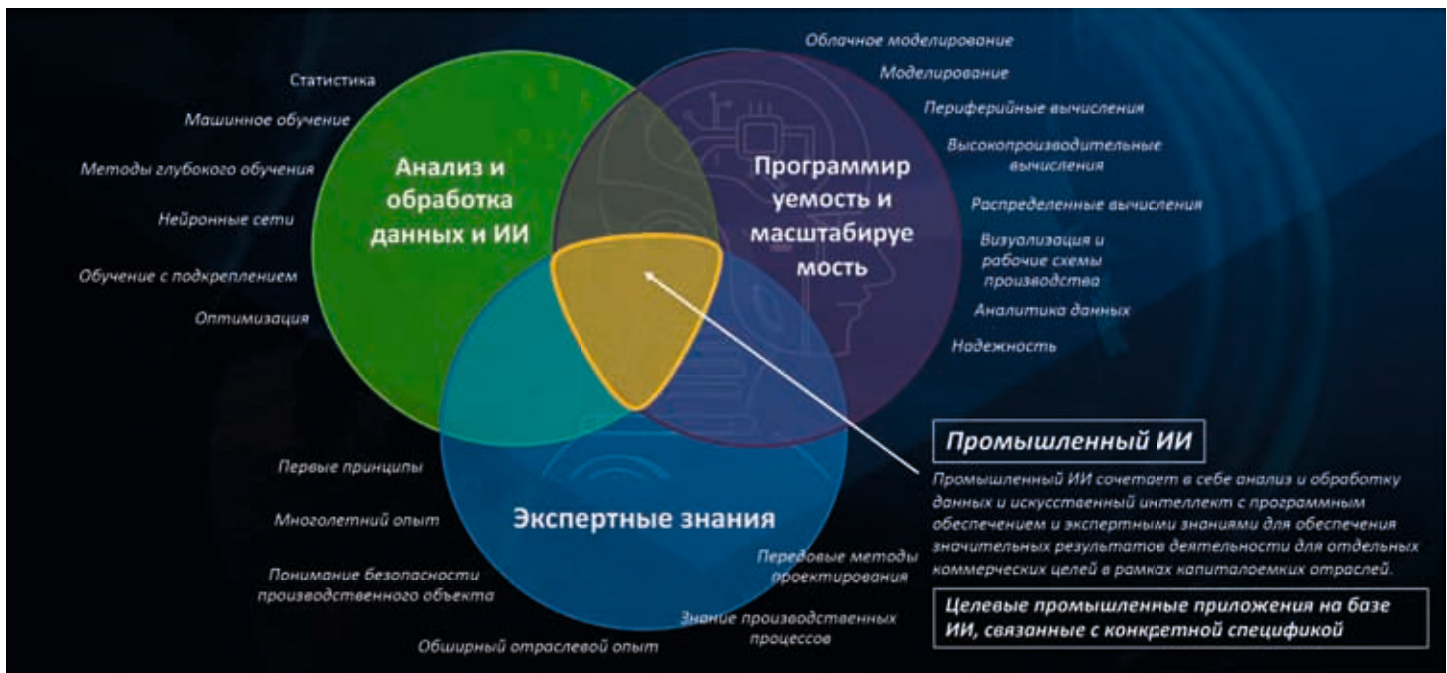 Статистика
Машинное обучение
Методы глубокого обучения
Нейронные сети
Обучение с подкреплением
Оптимизация
Анализ и
обработка
данных и ИИ
Программир
уемость и
масштабируе
мость
Облачное моделирование
Моделирование
Периферийные вычисления
Высокопроизводительные
вычисления
Распределенные вычисления
Визуализация и
рабочие схемы
производства
Аналитика данных
Надежность
Экспертные знания
Первые принципы
Многолетний опыт
Понимание безопасности
производственного объекта
Обширный отраслевой опыт
Передовые методы
проектирования
Знание производственных
процессов
Промышленный ИИ
Промышленный ИИ сочетает в себе анализ и обработку
данных и искусственный интеллект с программным
обеспечением и экспертными знаниями для обеспечения
значительных результатов деятельности для отдельных
коммерческих целей в рамках капиталоемких отраслей.
Целевые промышленные приложения на базе
ИИ, связанные с конкретной спецификой